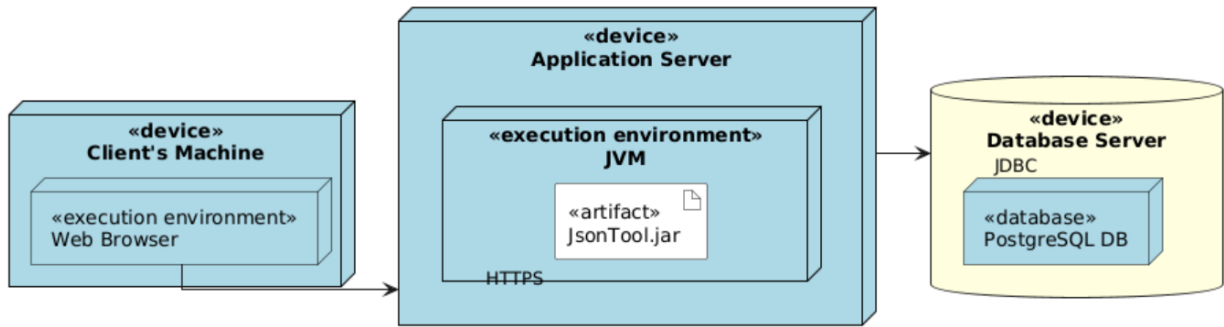 «device»
Client's Machine
«execution environment»
Web Browser
«device»
Application Server
«execution environment»
JVM
«artifact»
JsonTool.jar
HTTPS
«device»
Database Server
JDBC
«database»
PostgreSQL DB